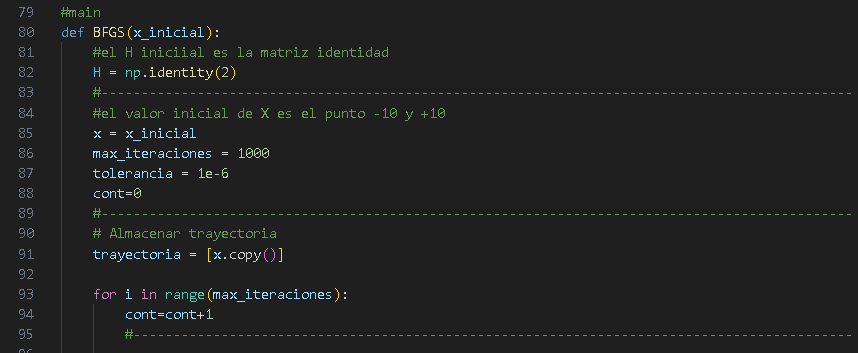 79 #main
80 def BFGS(x_inicial):
81 #el H iniciial es la matriz identidad
82 H = np.identity(2)
83 #----------------------------------------------------------------------------------------------
84 #el valor inicial de X es el punto -10 y +10
85 x = x_inicial
86 max_iteraciones = 1000
87 tolerancia = 1e-6
88 cont=0
89 #----------------------------------------------------------------------------------------------
90 # Almacenar trayectoria
91 trayectoria = [x.copy()]
92
93 for i in range(max_iteraciones):
94 cont=cont+1
95 #------------------------------------------------------------------------------------------